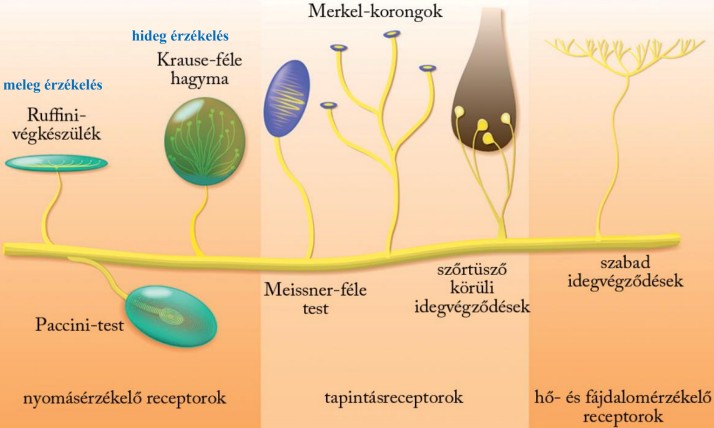 meleg érzékelés
Ruffini-
végkészülék
hideg érzékelés
Krause-féle
hagyma
Paccini-test
nyomásérzékelő receptorok
Merkel-korongok
Meissner-féle
test
szőrtüsző
körüli
idegvégződések
tapintásreceptorok
szabad
idegvégződések
hő- és fájdalomérzékelő
receptorok